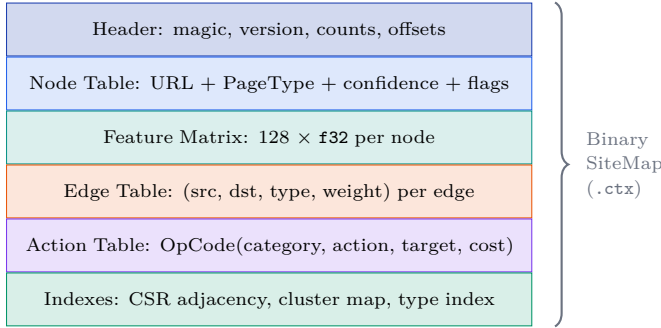 Header: magic, version, counts, offsets
Node Table: URL + PageType + confidence + flags
Feature Matrix: 128 × f32 per node
Edge Table: (src, dst, type, weight) per edge
Action Table: OpCode(category, action, target, cost)
Indexes: CSR adjacency, cluster map, type index
Binary
SiteMap
(.ctx)